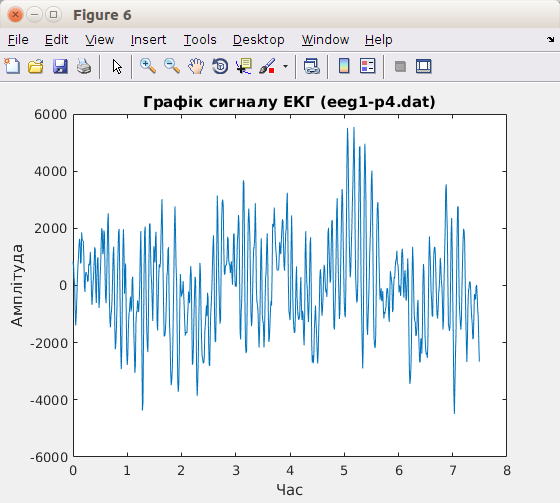 Figure 6
File Edit View Insert Tools Desktop Window Help
Графік сигналу ЕКГ (eeg1-p4.dat)
6000
4000
2000
0
-2000
-4000
-6000
Амплітуда
0 1 2 3 4 5 6 7 8
Час